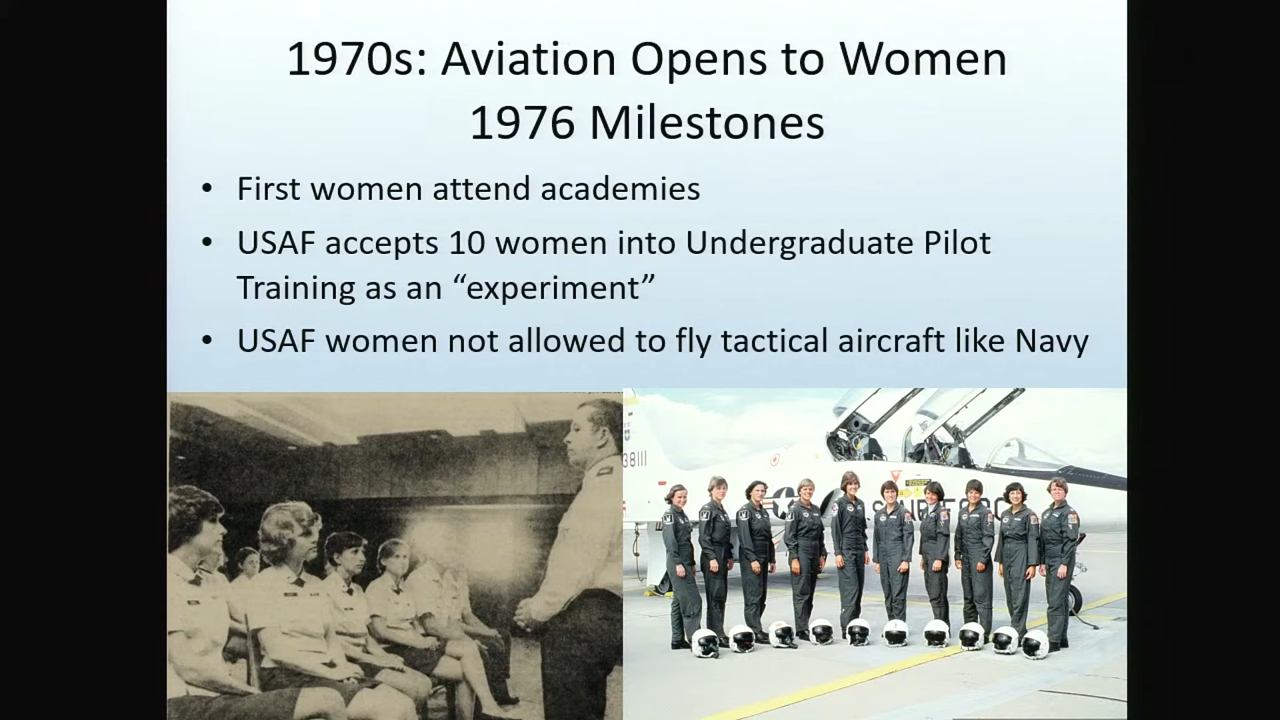 1970s: Aviation Opens to Women
1976 Milestones
• First women attend academies
• USAF accepts 10 women into Undergraduate Pilot
Training as an “experiment”
• USAF women not allowed to fly tactical aircraft like Navy
38111